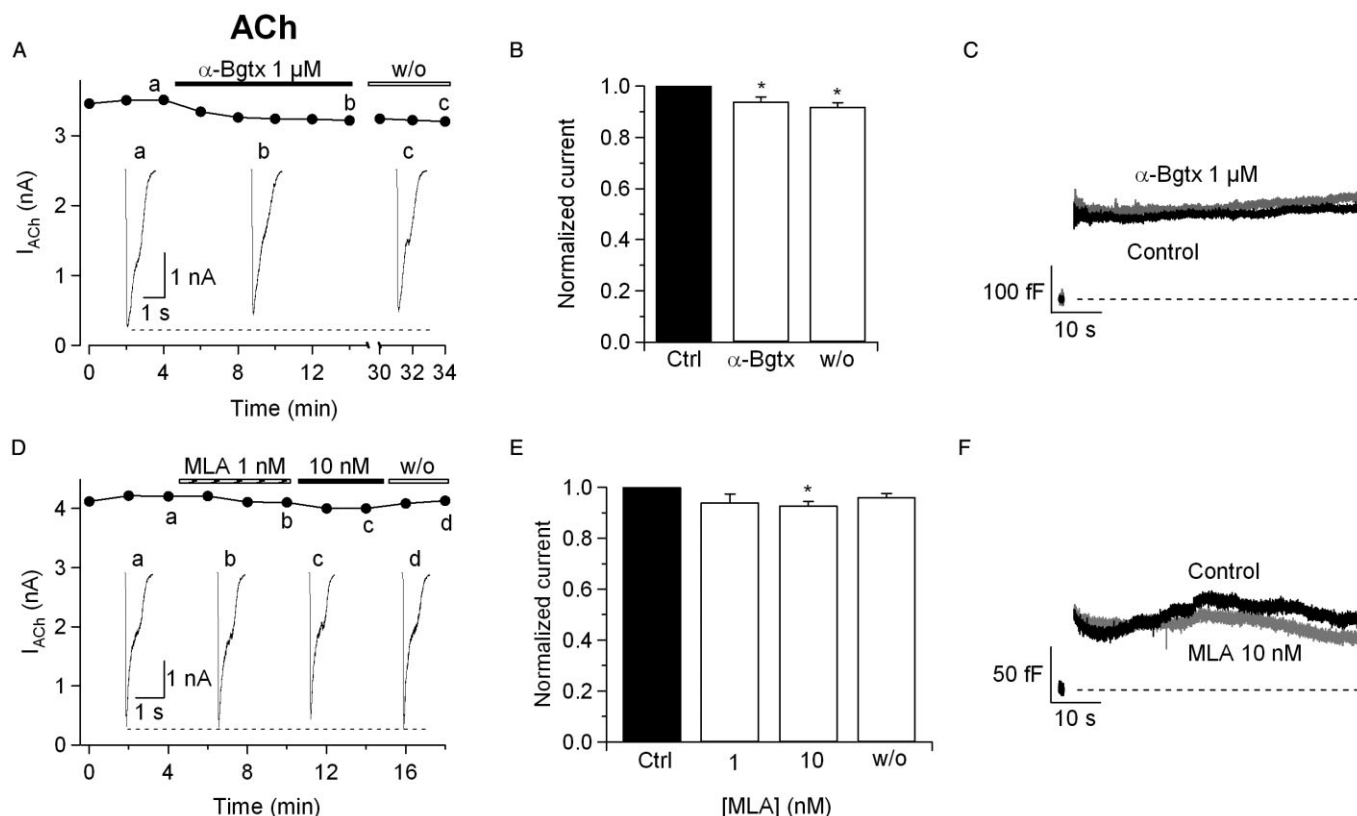 ACh
A
α-Bgtx 1 µM
w/o
a
b
c
a
b
c
3
2
1
0
I_ACh (nA)
1 nA
1 s
0 4 8 12 30 32 34
Time (min)
B
1.0
0.8
0.6
0.4
0.2
0.0
Normalized current
* *
Ctrl α-Bgtx w/o
C
α-Bgtx 1 µM
Control
100 fF
10 s
D
MLA 1 nM 10 nM w/o
a
b
c
d
a
b
c
d
4
3
2
1
0
I_ACh (nA)
1 nA
1 s
0 4 8 12 16
Time (min)
E
1.0
0.8
0.6
0.4
0.2
0.0
Normalized current
*
Ctrl 1 10 w/o
[MLA] (nM)
F
Control
MLA 10 nM
50 fF
10 s